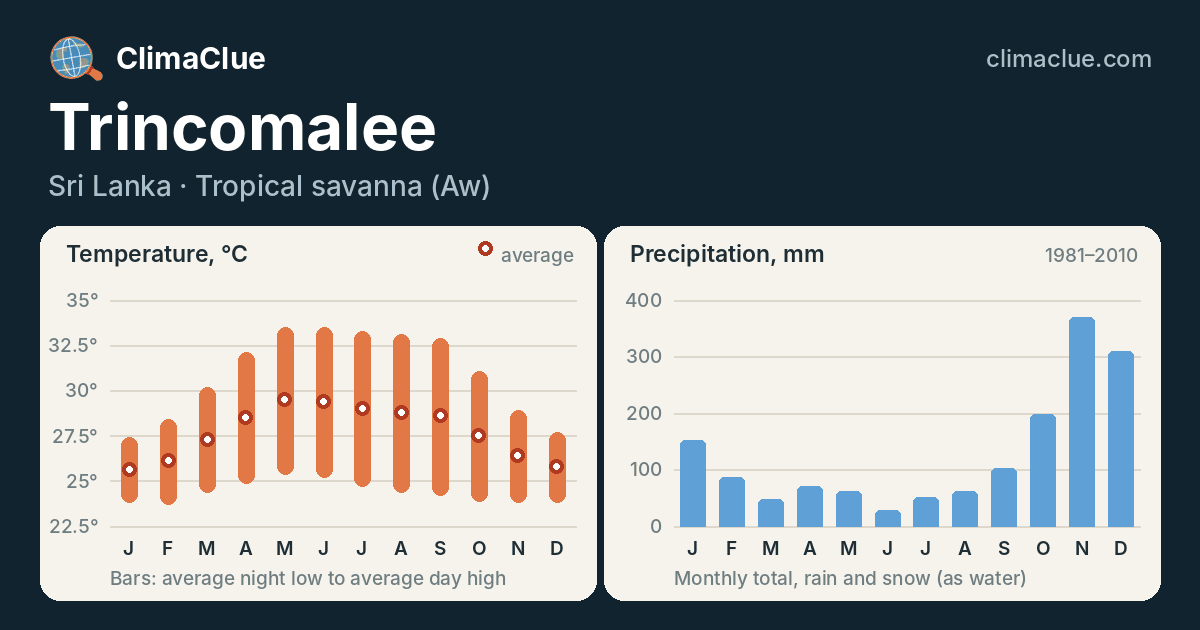 ClimaClue
climaclue.com
Trincomalee
Sri Lanka · Tropical savanna (Aw)
Temperature, °C
average
35°
32.5°
30°
27.5°
25°
22.5°
J F M A M J J A S O N D
Bars: average night low to average day high
Precipitation, mm
1981–2010
400
300
200
100
0
J F M A M J J A S O N D
Monthly total, rain and snow (as water)